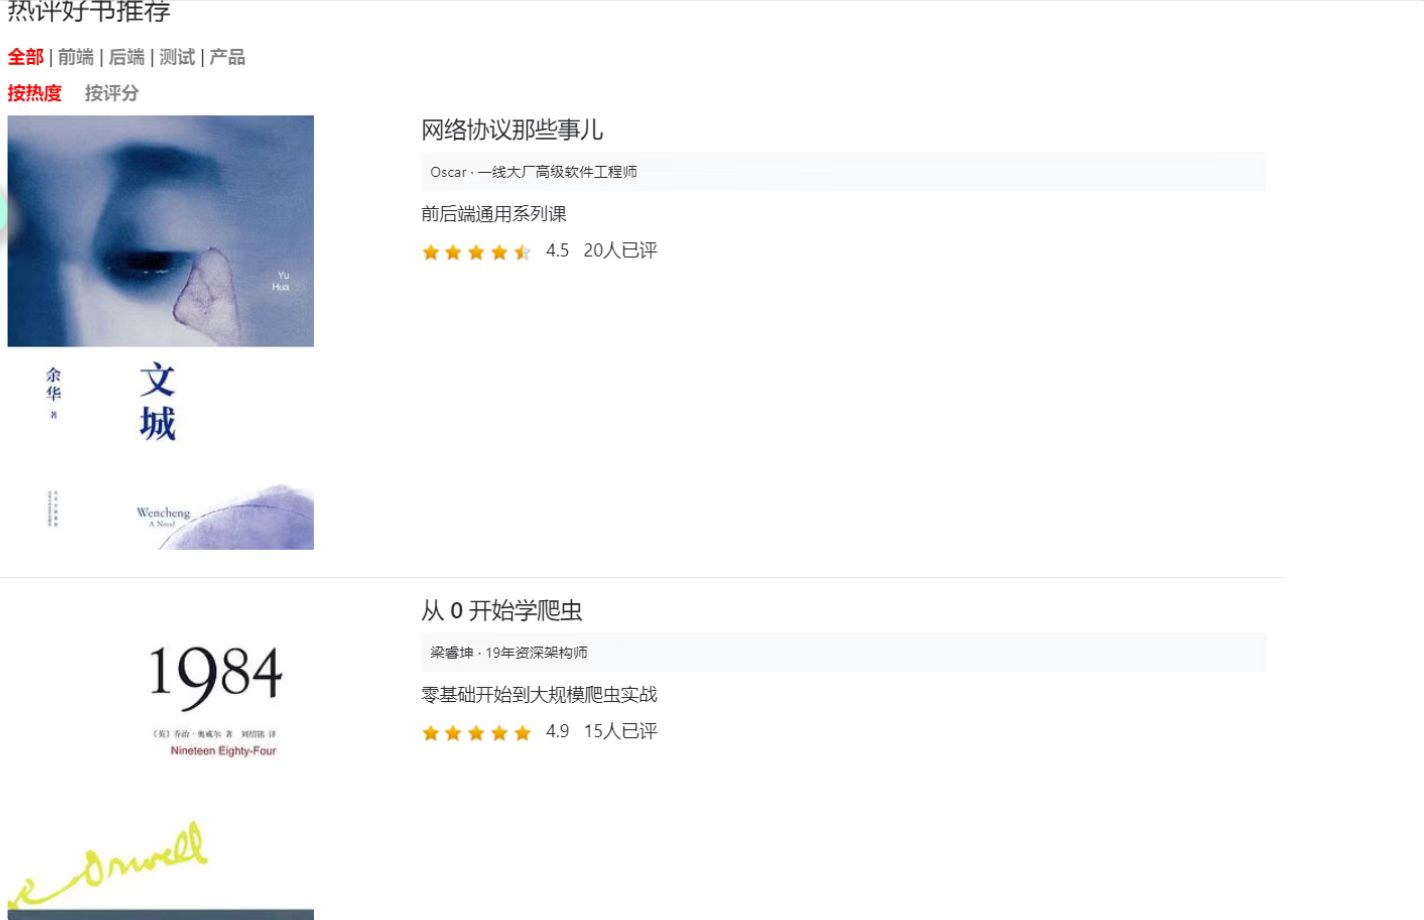 热评好书推荐
全部 | 前端 | 后端 | 测试 | 产品
按热度 按评分
网络协议那些事儿
Oscar · 一线大厂高级软件工程师
前后端通用系列课
4.5 20人已评
Yu
Hua
余华 著
文城
Wencheng
A Novel
从 0 开始学爬虫
梁睿坤 · 19年资深架构师
零基础开始到大规模爬虫实战
4.9 15人已评
1984
〔英〕乔治·奥威尔 著 刘绍铭 译
Nineteen Eighty-Four
Orwell